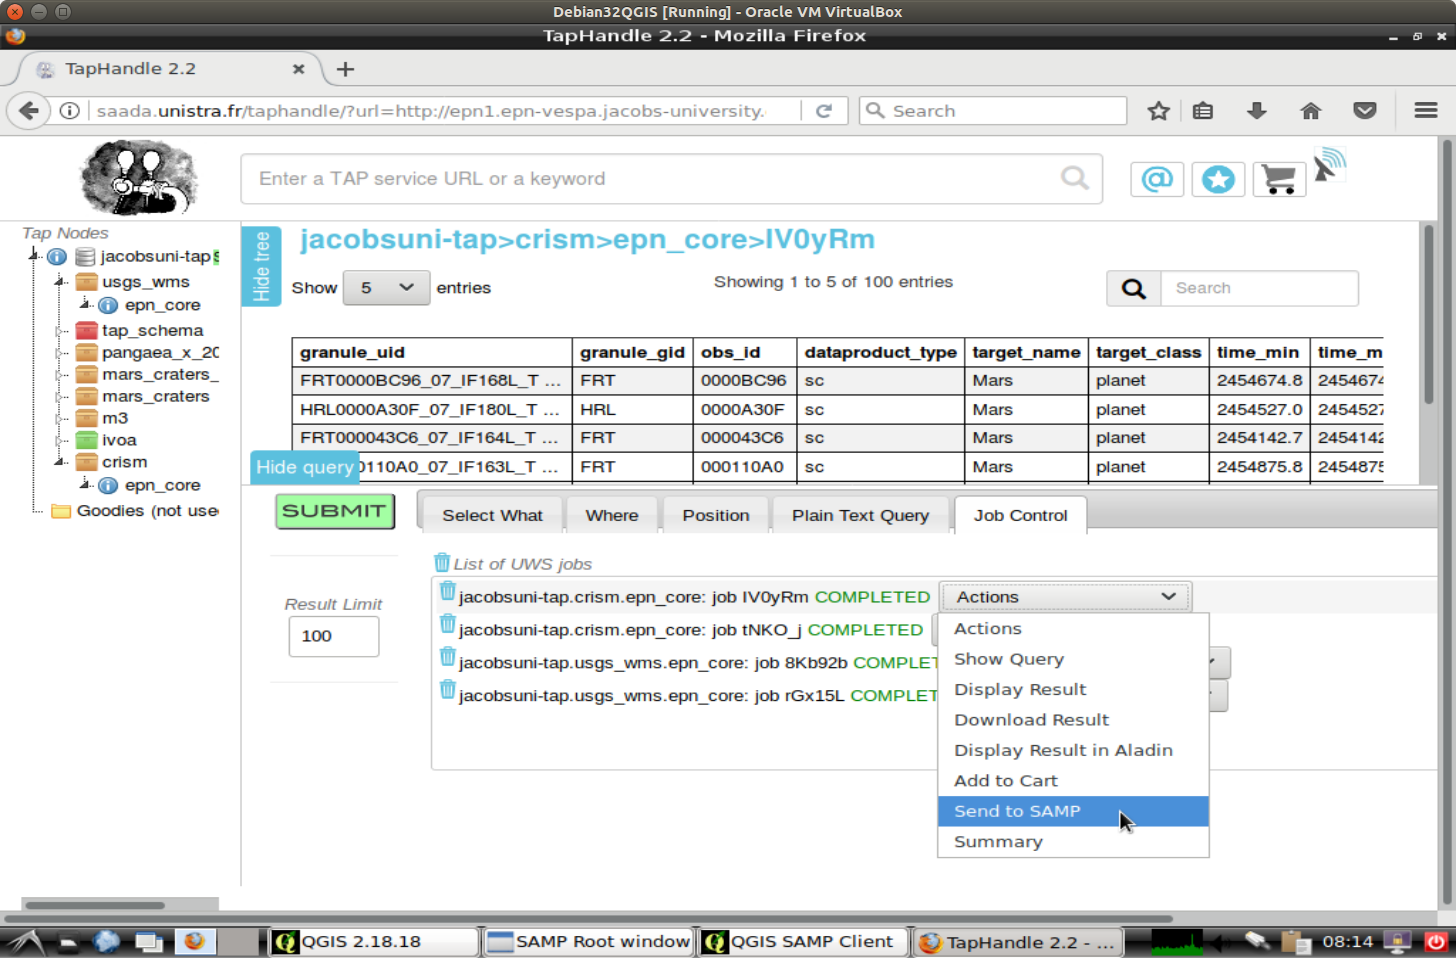 Debian32QGIS [Running] - Oracle VM VirtualBox
TapHandle 2.2 - Mozilla Firefox
TapHandle 2.2
saada.unistra.fr/taphandle/?url=http://epn1.epn-vespa.jacobs-university.
Search
Enter a TAP service URL or a keyword
Tap Nodes
jacobsuni-tap
usgs_wms
epn_core
tap_schema
pangaea_x_20
mars_craters_
mars_craters
m3
ivoa
crism
epn_core
Goodies (not use
Hide tree
jacobsuni-tap>crism>epn_core>IV0yRm
Show 5 entries
Showing 1 to 5 of 100 entries
Search
granule_uid granule_gid obs_id dataproduct_type target_name target_class time_min time_m
FRT0000BC96_07_IF168L_T ... FRT 0000BC96 sc Mars planet 2454674.8 2454674
HRL0000A30F_07_IF180L_T ... HRL 0000A30F sc Mars planet 2454527.0 2454527
FRT000043C6_07_IF164L_T ... FRT 000043C6 sc Mars planet 2454142.7 2454142
0110A0_07_IF163L_T ... FRT 000110A0 sc Mars planet 2454875.8 2454875
Hide query
SUBMIT
Select What Where Position Plain Text Query Job Control
Result Limit
100
List of UWS jobs
jacobsuni-tap.crism.epn_core: job IV0yRm COMPLETED Actions
jacobsuni-tap.crism.epn_core: job tNKO_j COMPLETED
jacobsuni-tap.usgs_wms.epn_core: job 8Kb92b COMPLET
jacobsuni-tap.usgs_wms.epn_core: job rGx15L COMPLET
Actions
Show Query
Display Result
Download Result
Display Result in Aladin
Add to Cart
Send to SAMP
Summary
QGIS 2.18.18
SAMP Root window
QGIS SAMP Client
TapHandle 2.2 - ...
08:14